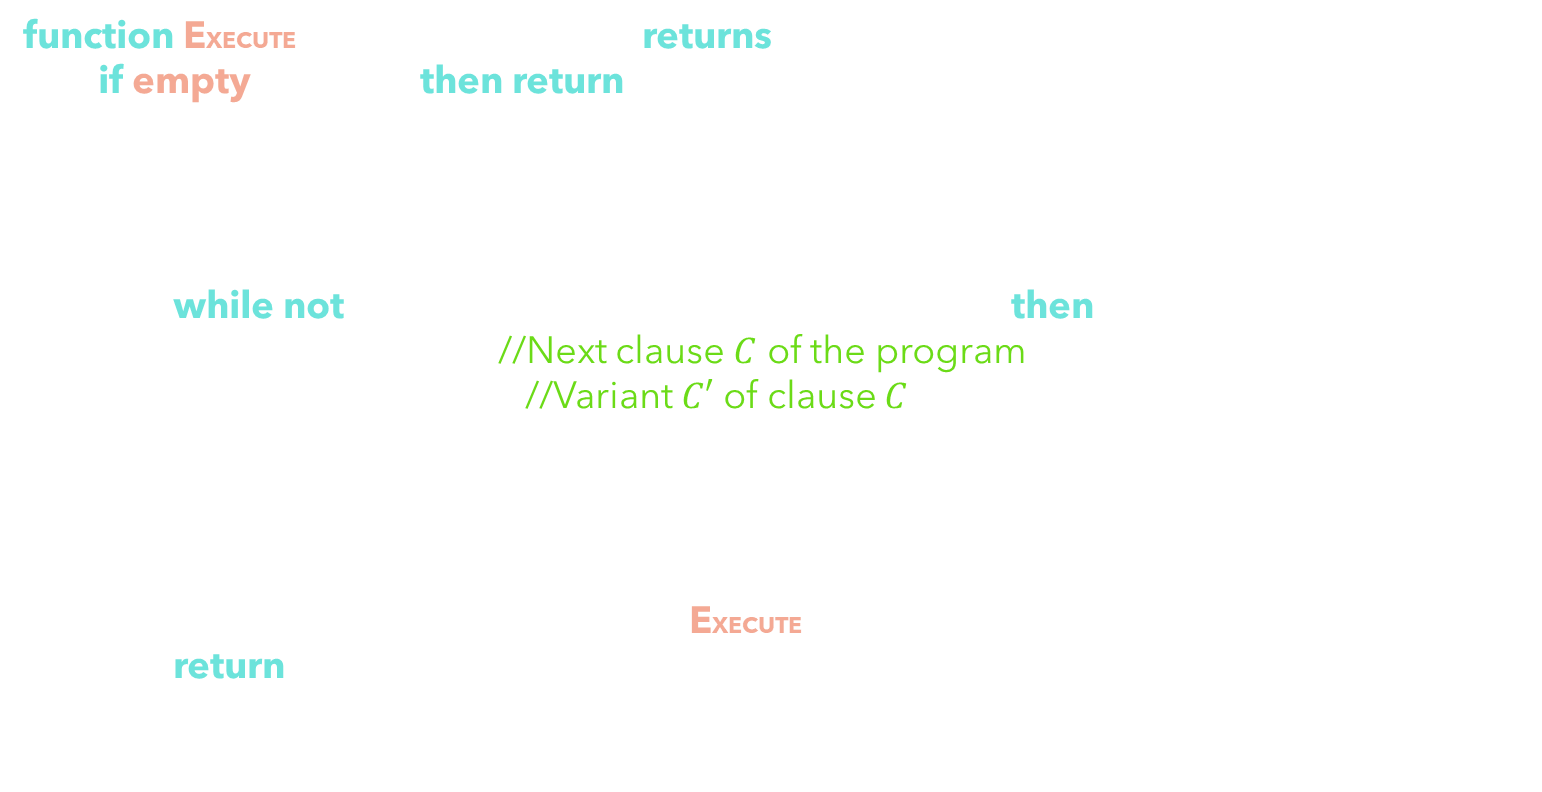 function EXECUTE returns
if empty then return
while not then
//Next clause C of the program
//Variant C′ of clause C
EXECUTE
return